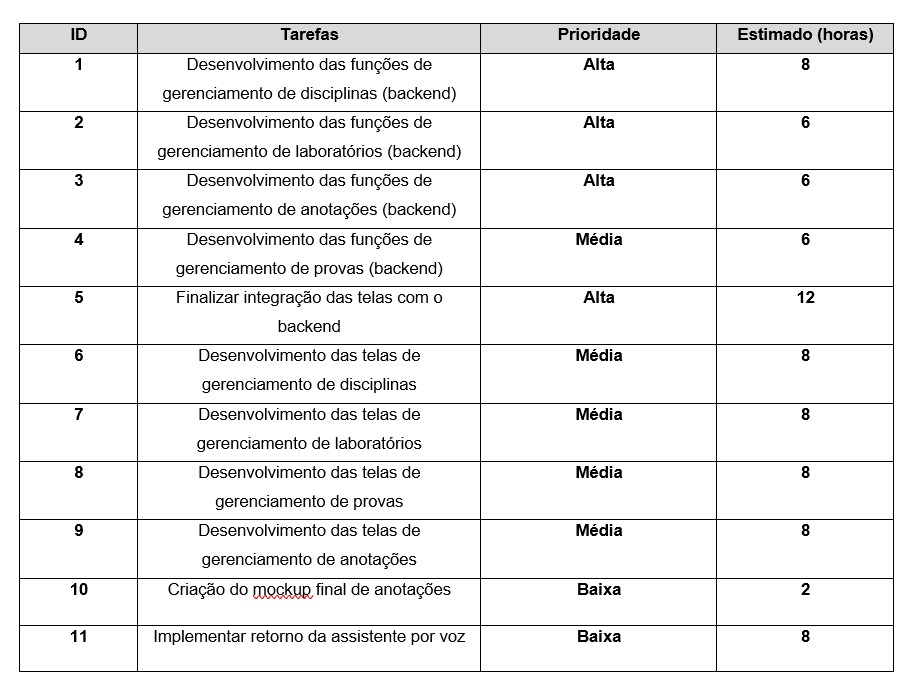 ID Tarefas Prioridade Estimado (horas)
1 Desenvolvimento das funções de Alta 8
gerenciamento de disciplinas (backend)
2 Desenvolvimento das funções de Alta 6
gerenciamento de laboratórios (backend)
3 Desenvolvimento das funções de Alta 6
gerenciamento de anotações (backend)
4 Desenvolvimento das funções de Média 6
gerenciamento de provas (backend)
5 Finalizar integração das telas com o Alta 12
backend
6 Desenvolvimento das telas de Média 8
gerenciamento de disciplinas
7 Desenvolvimento das telas de Média 8
gerenciamento de laboratórios
8 Desenvolvimento das telas de Média 8
gerenciamento de provas
9 Desenvolvimento das telas de Média 8
gerenciamento de anotações
10 Criação do mockup final de anotações Baixa 2
11 Implementar retorno da assistente por voz Baixa 8